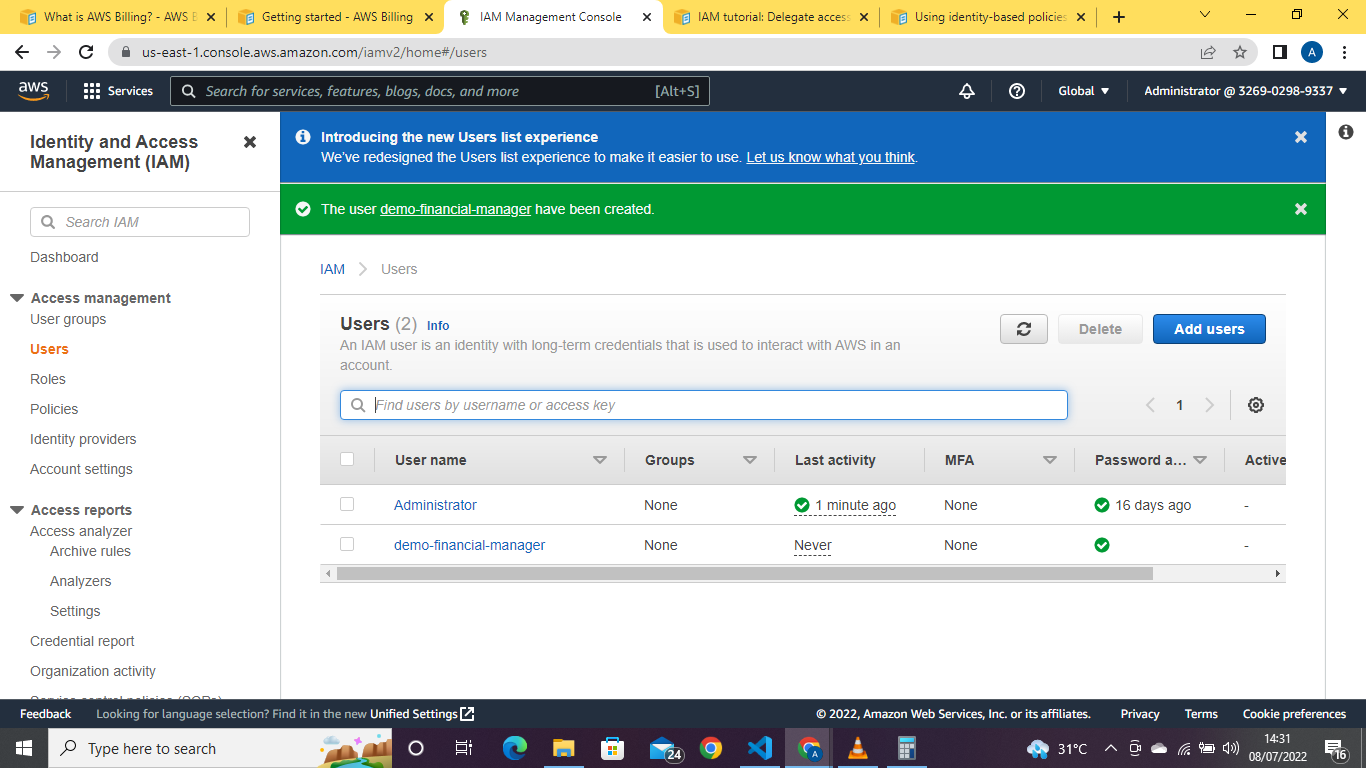 What is AWS Billing? - AWS B
Getting started - AWS Billing
IAM Management Console
IAM tutorial: Delegate access
Using identity-based policies
us-east-1.console.aws.amazon.com/iamv2/home#/users
A
aws
Services
Search for services, features, blogs, docs, and more
[Alt+S]
Global
Administrator @ 3269-0298-9337
Identity and Access
Management (IAM)
Search IAM
Dashboard
Access management
User groups
Users
Roles
Policies
Identity providers
Account settings
Access reports
Access analyzer
Archive rules
Analyzers
Settings
Credential report
Organization activity
Service control policies (SCPs)
Introducing the new Users list experience
We've redesigned the Users list experience to make it easier to use. Let us know what you think.
The user demo-financial-manager have been created.
IAM
Users
Users (2) Info
An IAM user is an identity with long-term credentials that is used to interact with AWS in an
account.
Delete
Add users
Find users by username or access key
1
User name
Groups
Last activity
MFA
Password a...
Active
Administrator
None
1 minute ago
None
16 days ago
-
demo-financial-manager
None
Never
None
-
Feedback
Looking for language selection? Find it in the new Unified Settings
© 2022, Amazon Web Services, Inc. or its affiliates.
Privacy
Terms
Cookie preferences
Type here to search
24
A
31°C
14:31
08/07/2022
16